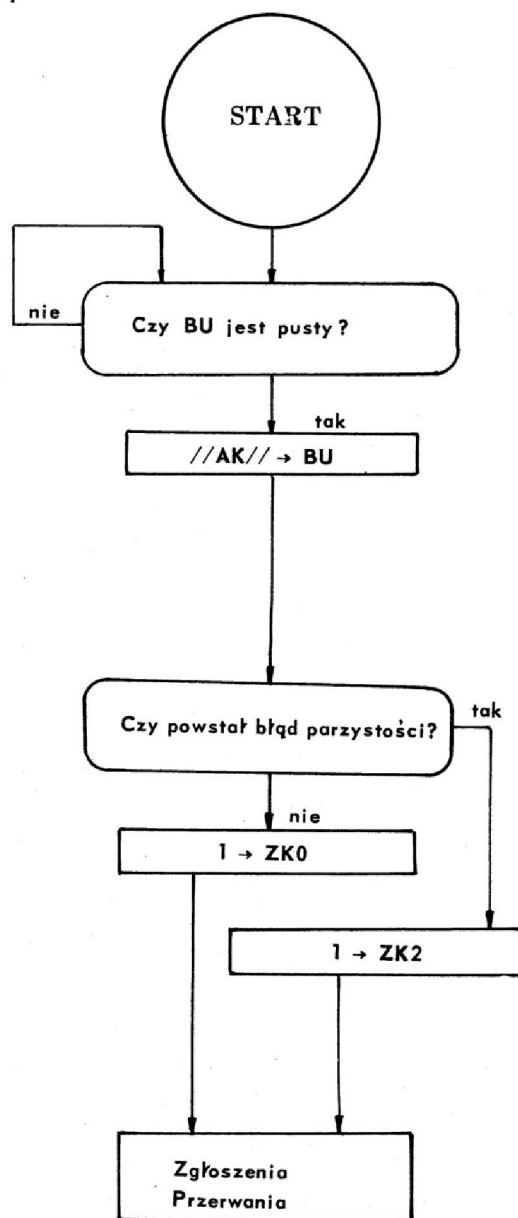 START
nie
Czy BU jest pusty?
tak
//AK// → BU
Czy powstał błąd parzystości?
tak
nie
1 → ZK0
1 → ZK2
Zgłoszenia
Przerwania